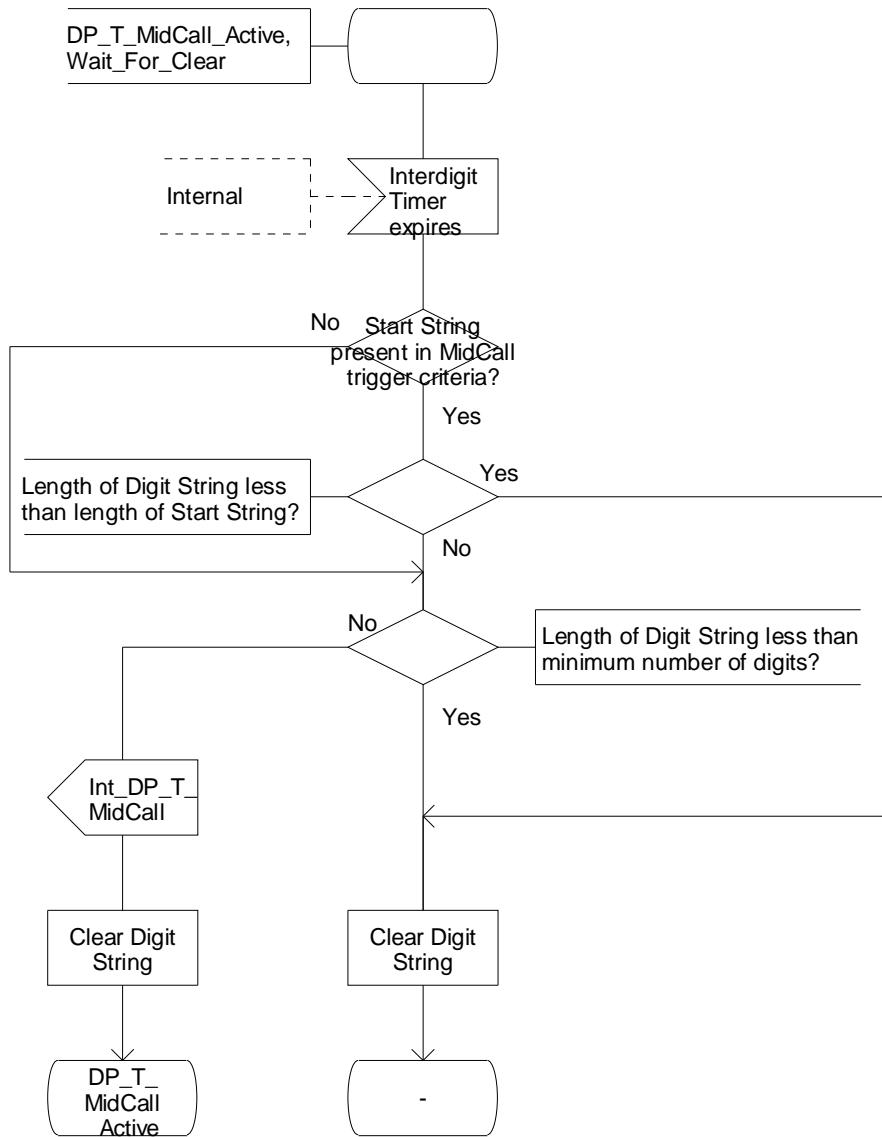 DP_T_MidCall_Active,
Wait_For_Clear
Internal
Interdigit
Timer
expires
No
Start String
present in MidCall
trigger criteria?
Yes
Length of Digit String less
than length of Start String?
Yes
No
No
Length of Digit String less than
minimum number of digits?
Yes
Int_DP_T_
MidCall
Clear Digit
String
Clear Digit
String
DP_T_
MidCall
Active
-